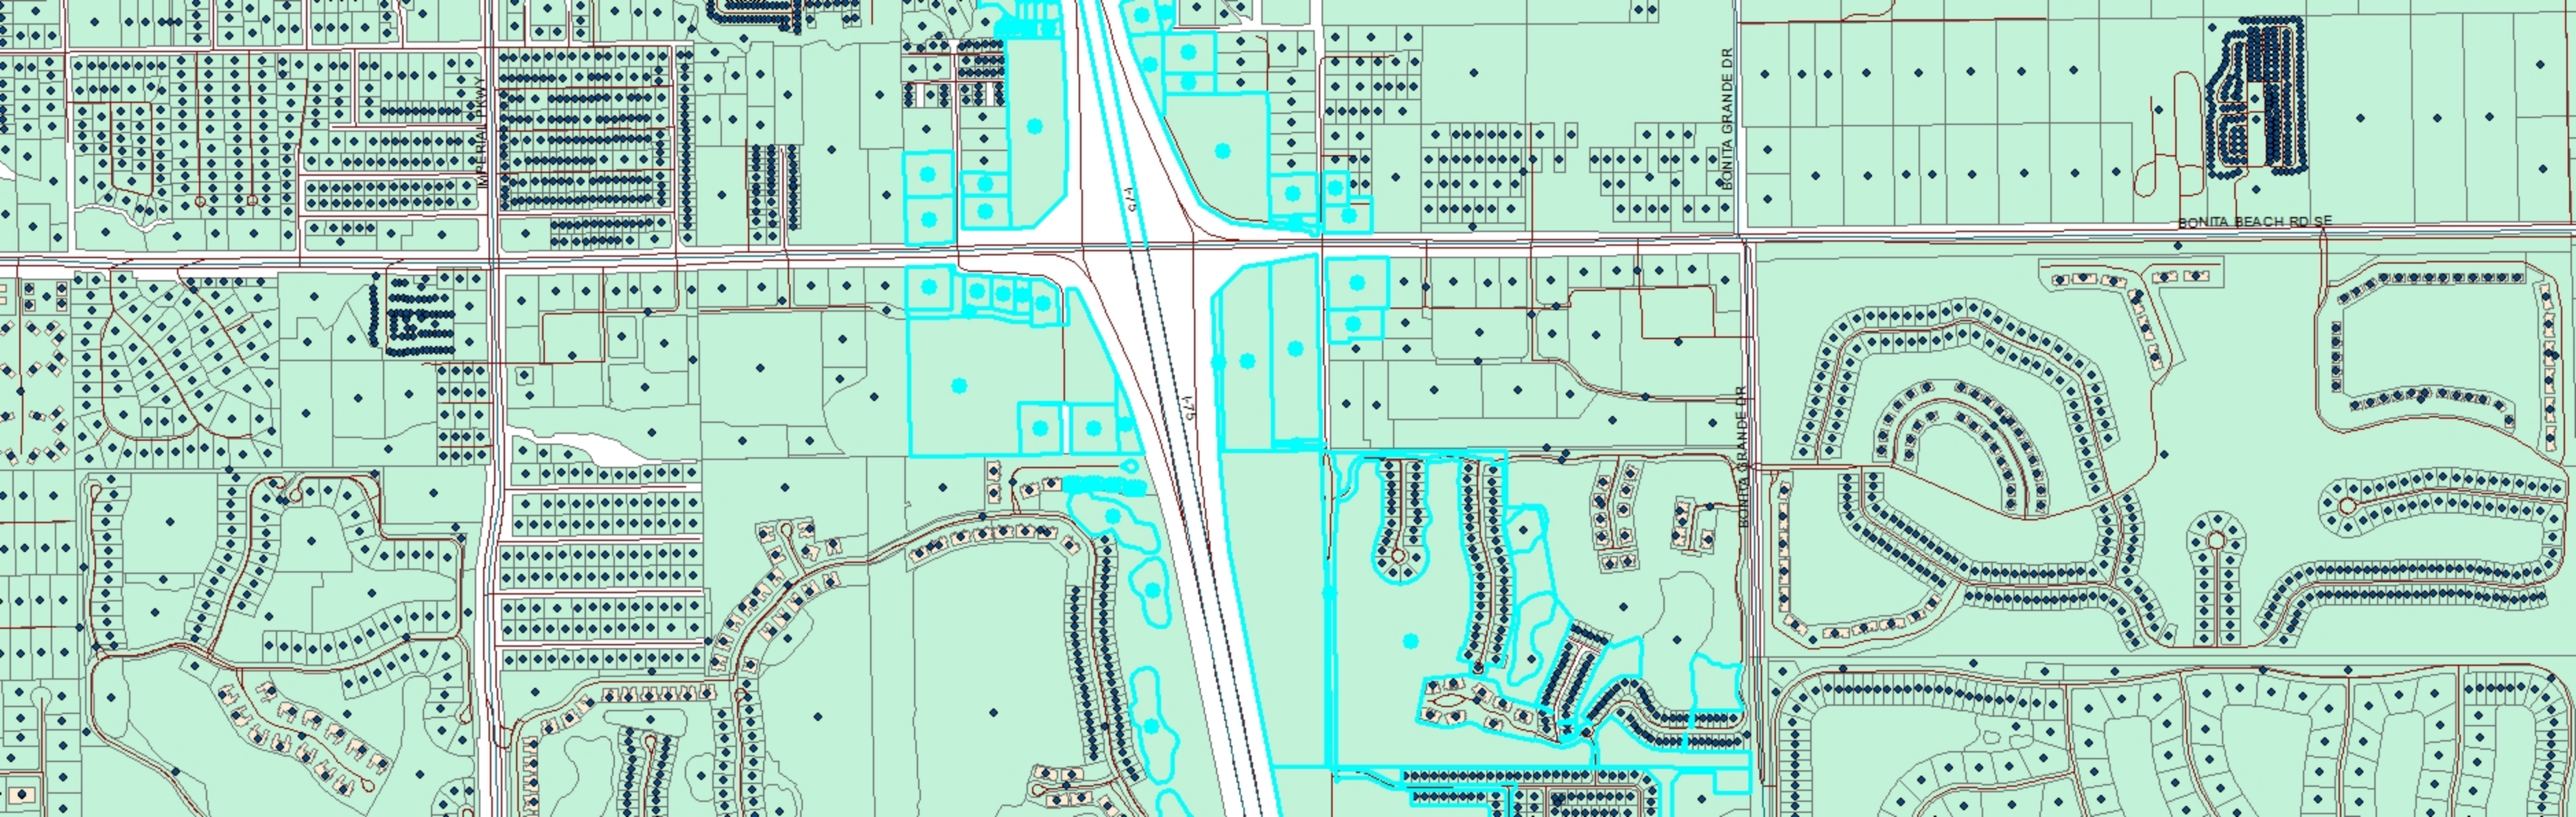 IMPERIAL PKWY
I-75
BONITA GRANDE DR
BONITA BEACH RD SE
I-75
BONITA GRANDE DR